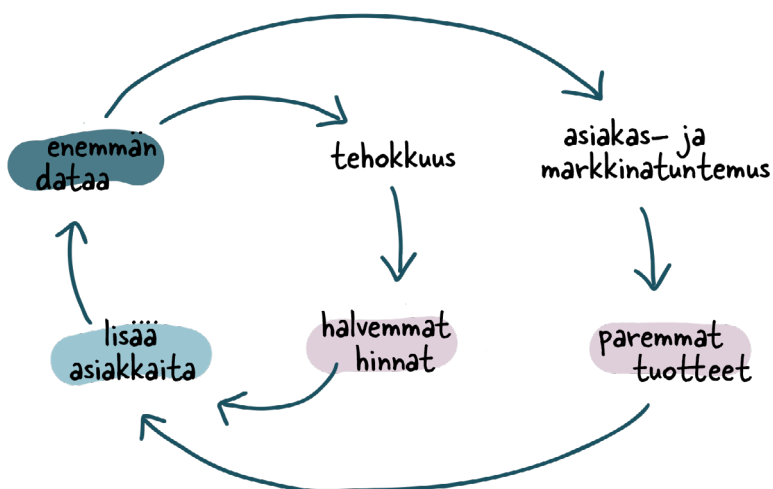 enemmän
dataa
tehokkuus
asiakas- ja
markkinatuntemus
lisää
asiakkaita
halvemmat
hinnat
paremmat
tuotteet